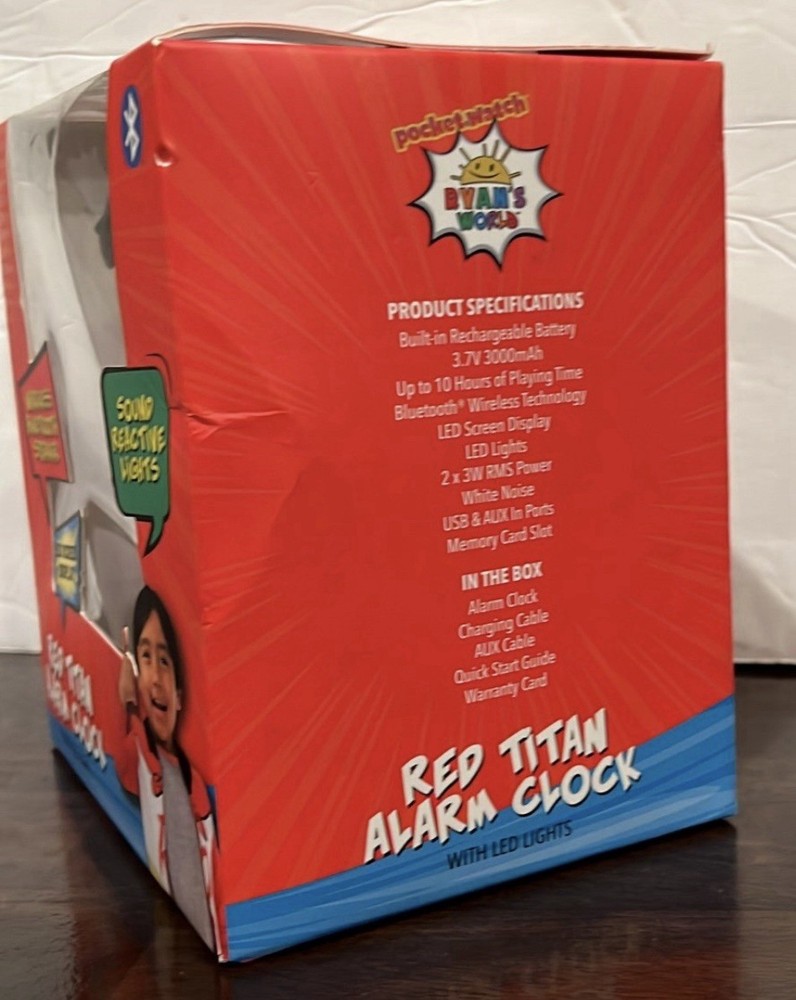 pocket.watch
RYAN'S
WORLD™
PRODUCT SPECIFICATIONS
Built-in Rechargeable Battery
3.7V 3000mAh
Up to 10 Hours of Playing Time
Bluetooth® Wireless Technology
LED Screen Display
LED Lights
2 x 3W RMS Power
White Noise
USB & AUX In Ports
Memory Card Slot
IN THE BOX
Alarm Clock
Charging Cable
AUX Cable
Quick Start Guide
Warranty Card
RED TITAN
ALARM CLOCK
WITH LED LIGHTS
SOUND
REACTIVE
LIGHTS
RED TITAN
ALARM CLOCK